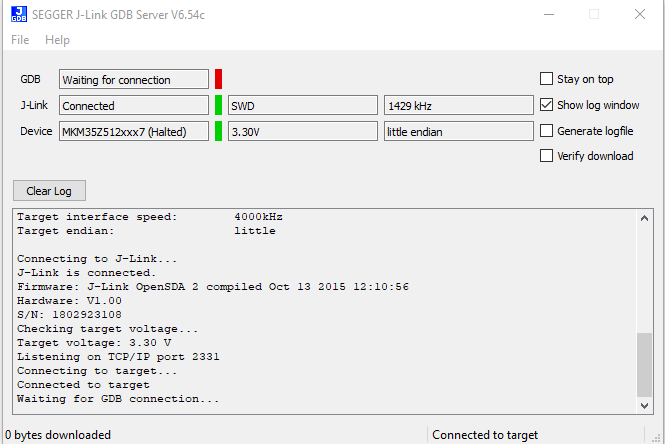 J GDB SEGGER J-Link GDB Server V6.54c
File Help
GDB Waiting for connection Stay on top
J-Link Connected SWD 1429 kHz Show log window
Device MKM35Z512xxx7 (Halted) 3.30V little endian Generate logfile
Verify download
Clear Log
Target interface speed: 4000kHz
Target endian: little
Connecting to J-Link...
J-Link is connected.
Firmware: J-Link OpenSDA 2 compiled Oct 13 2015 12:10:56
Hardware: V1.00
S/N: 1802923108
Checking target voltage...
Target voltage: 3.30 V
Listening on TCP/IP port 2331
Connecting to target...
Connected to target
Waiting for GDB connection...
0 bytes downloaded Connected to target